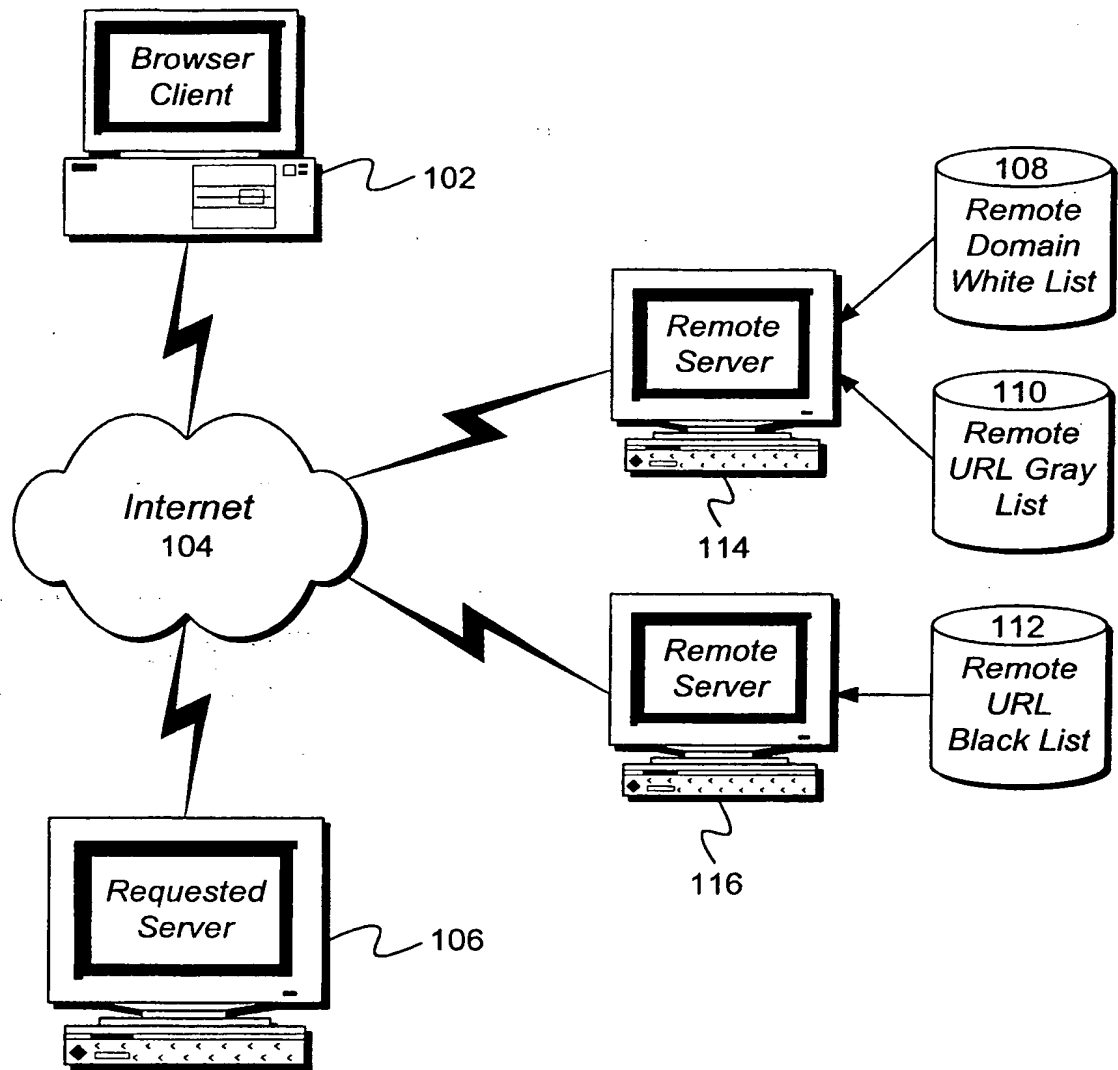 Browser
Client
102
108
Remote
Domain
White List
Remote
Server
114
110
Remote
URL Gray
List
Internet
104
Remote
Server
116
112
Remote
URL
Black List
Requested
Server
106